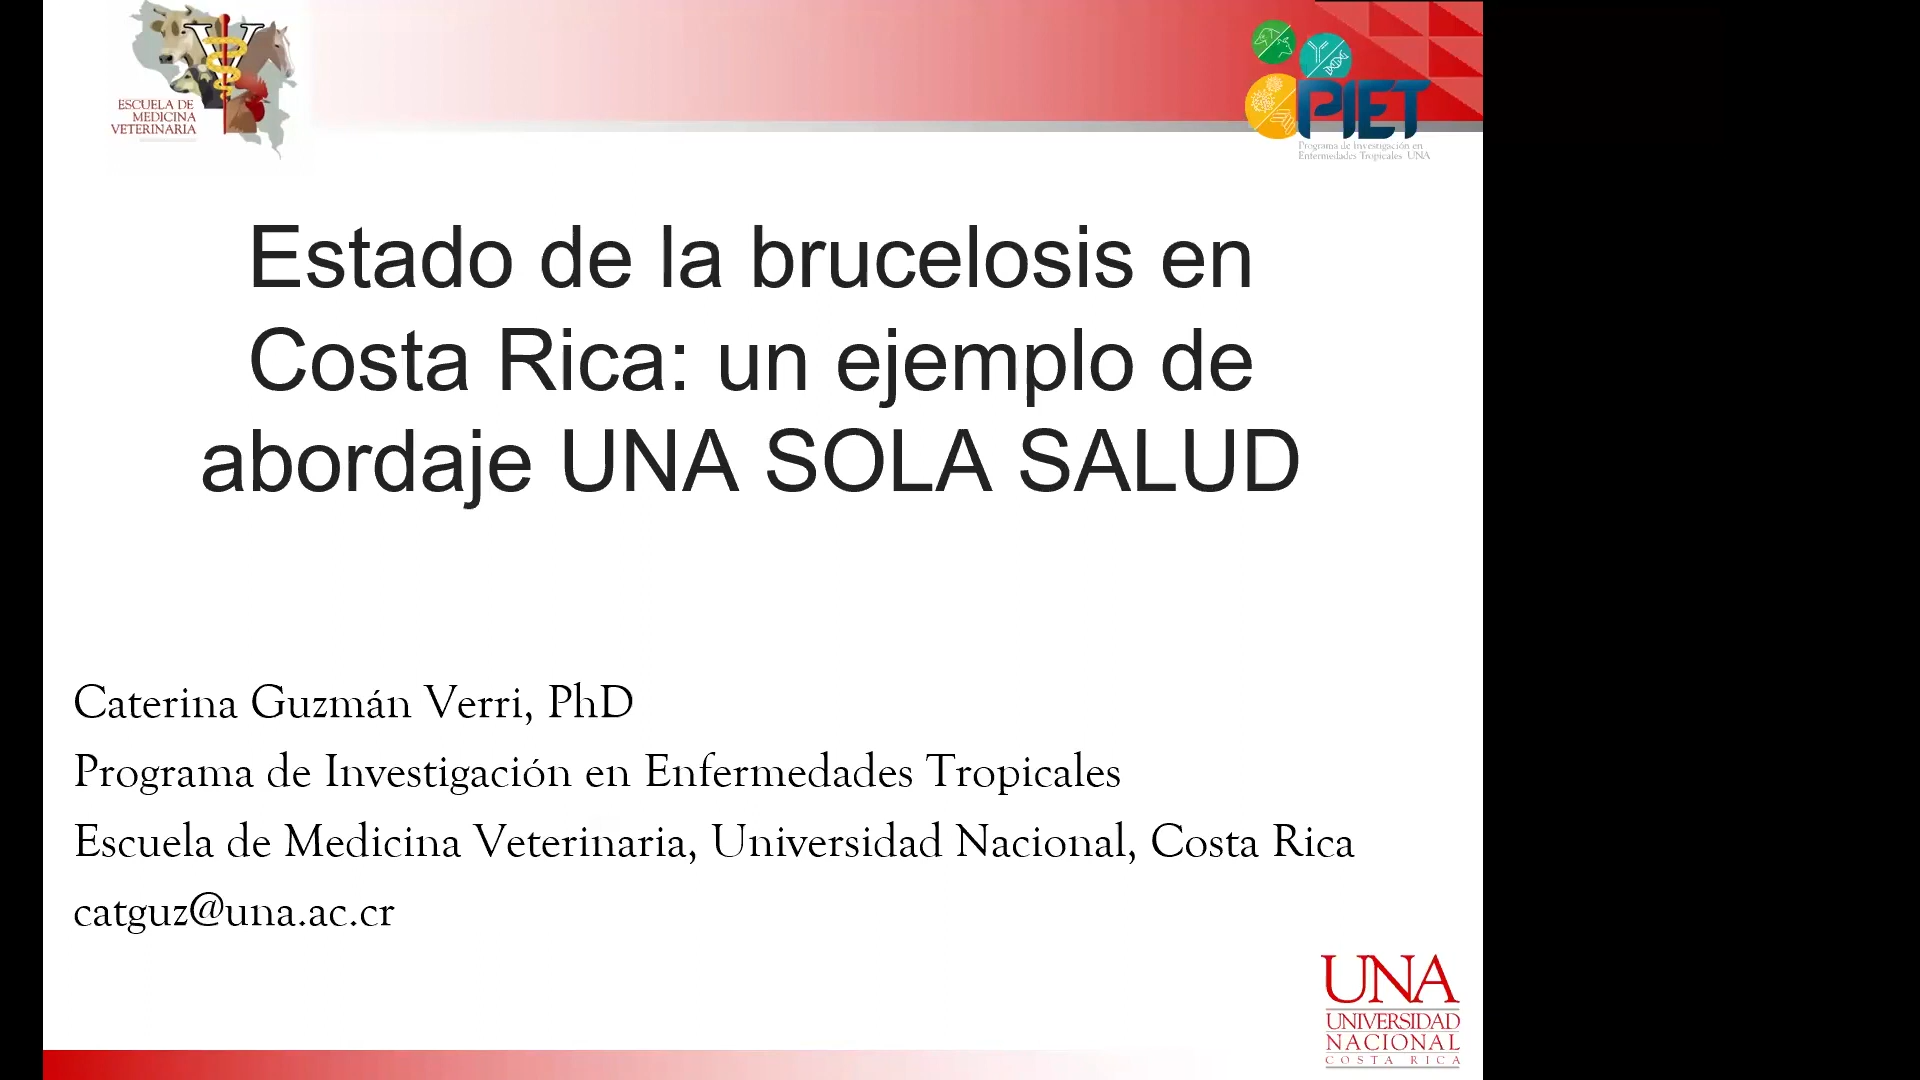 ESCUELA DE
MEDICINA
VETERINARIA
V
PIET
Programa de Investigación en
Enfermedades Tropicales UNA
Estado de la brucelosis en
Costa Rica: un ejemplo de
abordaje UNA SOLA SALUD
Caterina Guzmán Verri, PhD
Programa de Investigación en Enfermedades Tropicales
Escuela de Medicina Veterinaria, Universidad Nacional, Costa Rica
catguz@una.ac.cr
UNA
UNIVERSIDAD
NACIONAL
COSTA RICA